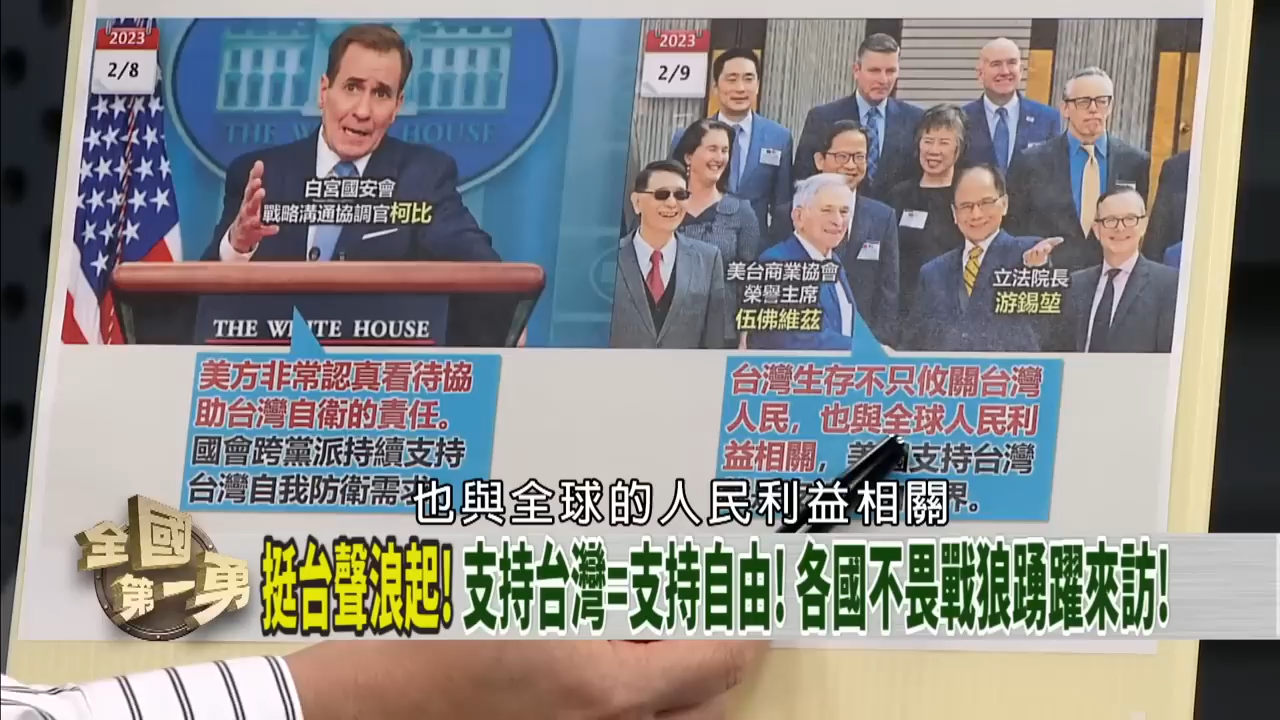 2023
2/8
THE WHITE HOUSE
白宮國安會
戰略溝通協調官柯比
THE WHITE HOUSE
美方非常認真看待協
助台灣自衛的責任。
國會跨黨派持續支持
台灣自我防衛需求
2023
2/9
美台商業協會
榮譽主席
伍佛維茲
立法院長
游錫堃
台灣生存不只攸關台灣
人民，也與全球人民利
益相關，美國支持台灣
界。
也與全球的人民利益相關
全國第一勇
挺台聲浪起!支持台灣=支持自由!各國不畏戰狼踴躍來訪!